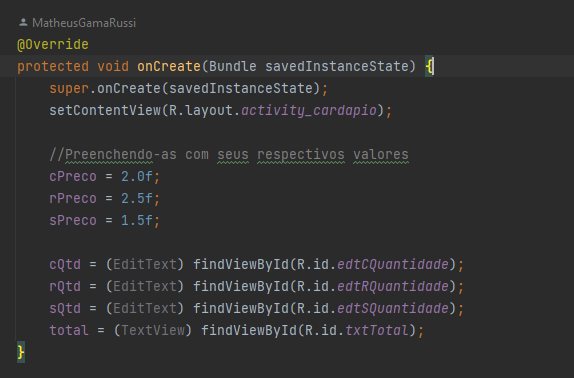 MatheusGamaRussi
@Override
protected void onCreate(Bundle savedInstanceState) {
super.onCreate(savedInstanceState);
setContentView(R.layout.activity_cardapio);
//Preenchendo-as com seus respectivos valores
cPreco = 2.0f;
rPreco = 2.5f;
sPreco = 1.5f;
cQtd = (EditText) findViewById(R.id.edtCQuantidade);
rQtd = (EditText) findViewById(R.id.edtRQuantidade);
sQtd = (EditText) findViewById(R.id.edtSQuantidade);
total = (TextView) findViewById(R.id.txtTotal);
}